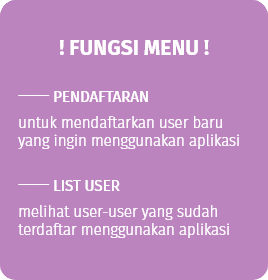 ! FUNGSI MENU !
PENDAFTARAN
untuk mendaftarkan user baru
yang ingin menggunakan aplikasi
LIST USER
melihat user-user yang sudah
terdaftar menggunakan aplikasi